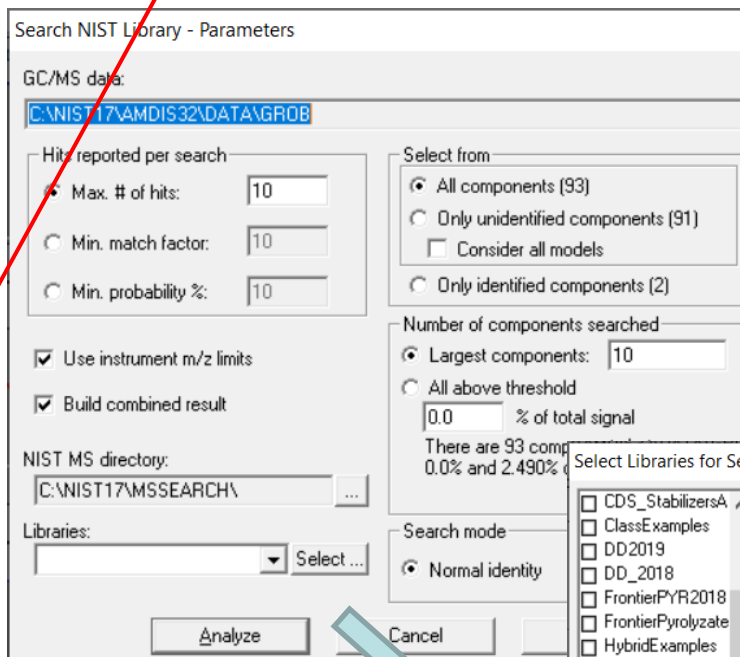 Search NIST Library - Parameters
GC/MS data:
C:\NIST17\AMDIS32\DATA\GROB
Hits reported per search
Max. # of hits: 10
Min. match factor: 10
Min. probability %: 10
Use instrument m/z limits
Build combined result
NIST MS directory:
C:\NIST17\MSSEARCH\ ...
Libraries:
Select ...
Select from
All components (93)
Only unidentified components (91)
Consider all models
Only identified components (2)
Number of components searched
Largest components: 10
All above threshold
0.0 % of total signal
There are 93
0.0% and 2.490%
Search mode
Normal identity
Analyze
Cancel
Select Libraries for
CDS_StabilizersA
ClassExamples
DD2019
DD_2018
FrontierPYR2018
FrontierPyrolyzate
HybridExamples